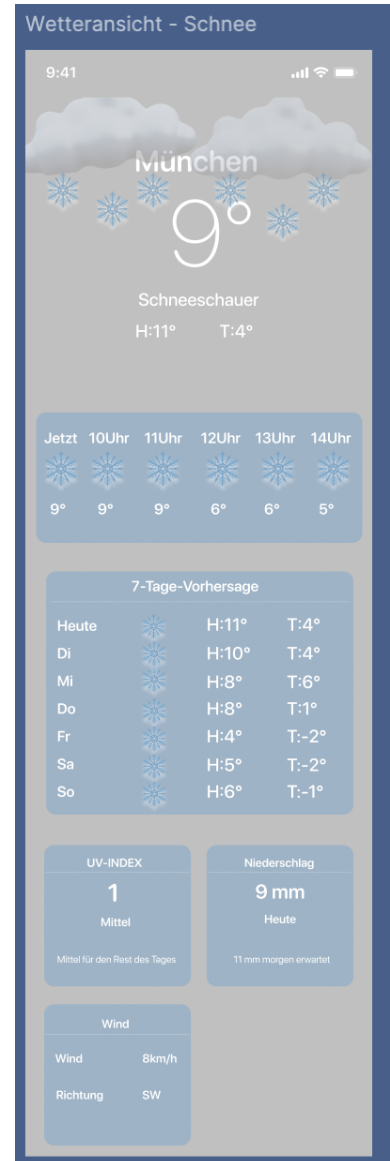 Wetteransicht - Schnee
9:41
München
9°
Schneeschauer
H:11° T:4°
Jetzt 10Uhr 11Uhr 12Uhr 13Uhr 14Uhr
9° 9° 9° 6° 6° 5°
7-Tage-Vorhersage
Heute H:11° T:4°
Di H:10° T:4°
Mi H:8° T:6°
Do H:8° T:1°
Fr H:4° T:-2°
Sa H:5° T:-2°
So H:6° T:-1°
UV-INDEX
1
Mittel
Mittel für den Rest des Tages
Niederschlag
9 mm
Heute
11 mm morgen erwartet
Wind
Wind 8km/h
Richtung SW